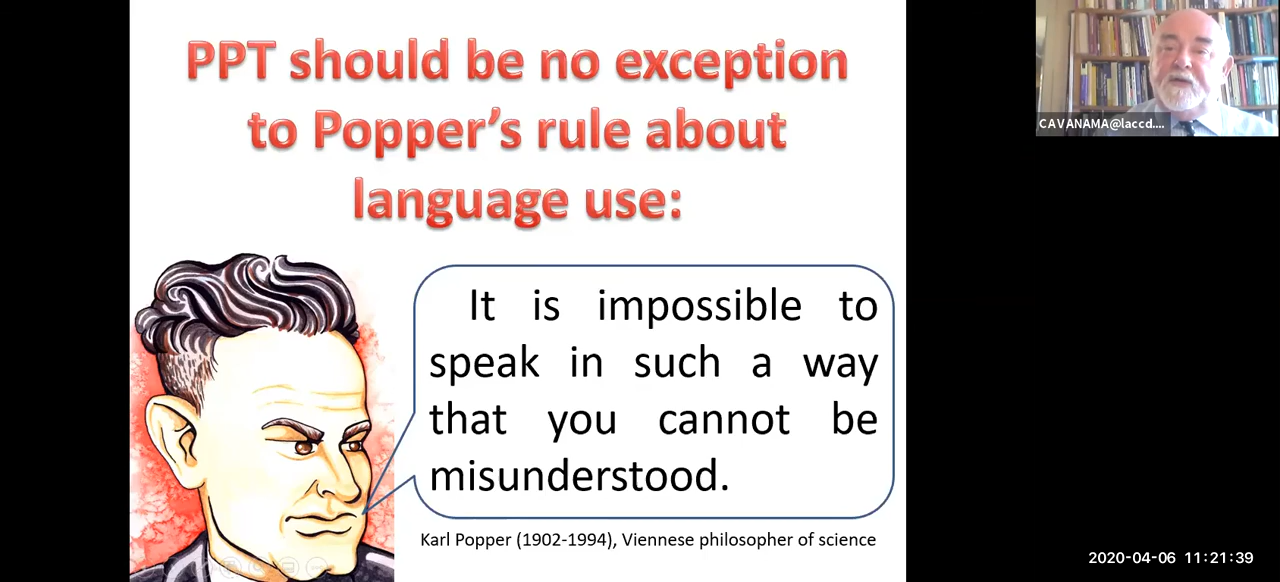 PPT should be no exception
to Popper’s rule about
language use:
It is impossible to
speak in such a way
that you cannot be
misunderstood.
Karl Popper (1902-1994), Viennese philosopher of science
CAVANAMA@laccd....
2020-04-06 11:21:39